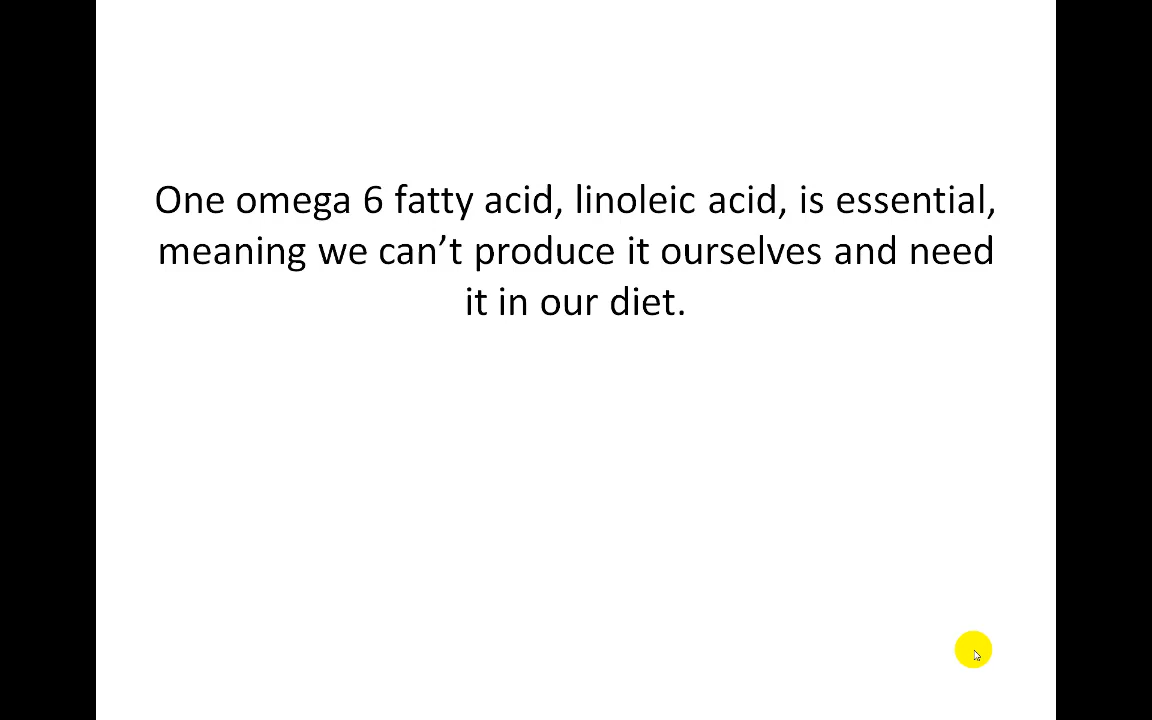 One omega 6 fatty acid, linoleic acid, is essential,
meaning we can’t produce it ourselves and need
it in our diet.